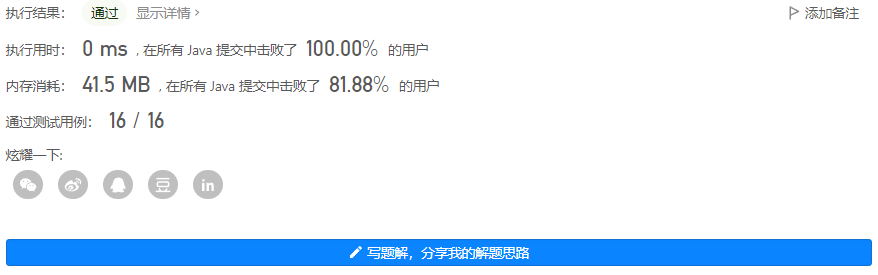 执行结果： 通过 显示详情 › 添加备注
执行用时： 0 ms ，在所有 Java 提交中击败了 100.00% 的用户
内存消耗： 41.5 MB ，在所有 Java 提交中击败了 81.88% 的用户
通过测试用例： 16 / 16
炫耀一下:
豆 in
写题解，分享我的解题思路